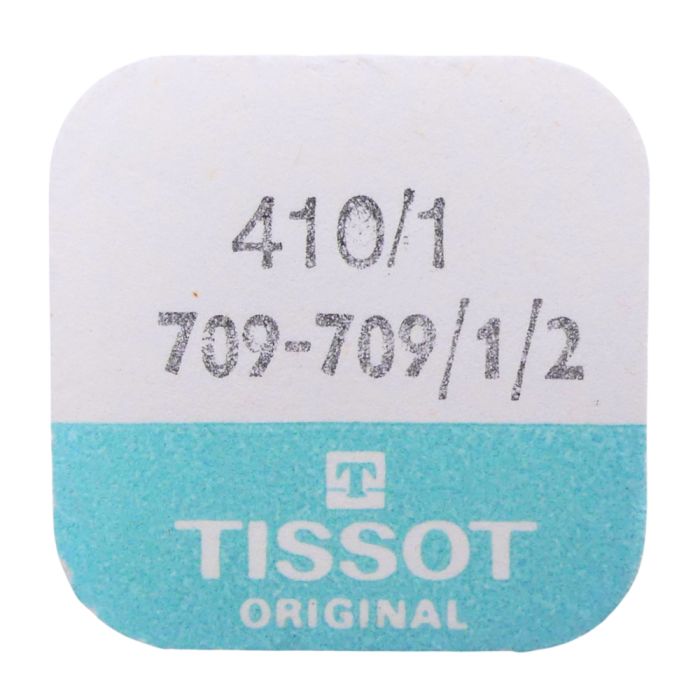 410/1
709-709/1/2
T
TISSOT
ORIGINAL